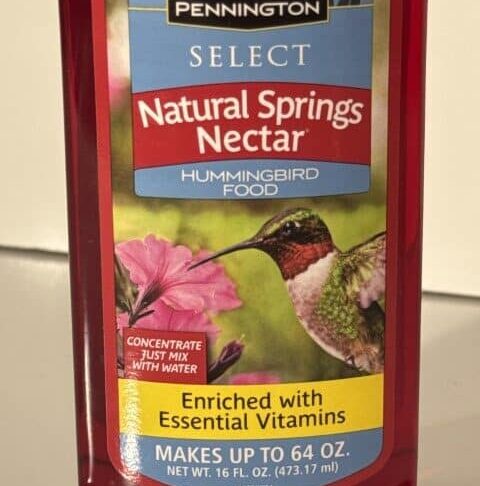 PENNINGTON
SELECT
Natural Springs
Nectar®
HUMMINGBIRD
FOOD
CONCENTRATE
JUST MIX
WITH WATER
Enriched with
Essential Vitamins
MAKES UP TO 64 OZ.
NET WT. 16 FL. OZ. (473.17 ml)